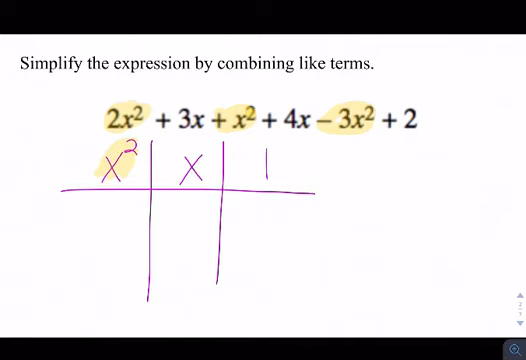 Simplify the expression by combining like terms.
2x² + 3x + x² + 4x – 3x² + 2
x² x 1